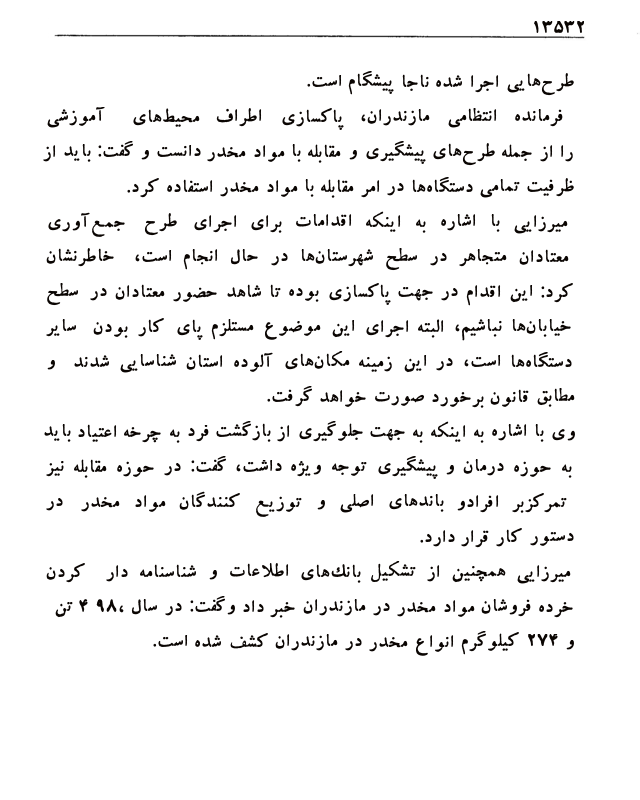 ۱۳۵۳۲
طرح‌هایی اجرا شده ناجا پیشگام است.
فرمانده انتظامی مازندران، پاکسازی اطراف محیط‌های آموزشی
را از جمله طرح‌های پیشگیری و مقابله با مواد مخدر دانست و گفت: باید از
ظرفیت تمامی دستگاه‌ها در امر مقابله با مواد مخدر استفاده کرد.
میرزایی با اشاره به اینکه اقدامات برای اجرای طرح جمع‌آوری
معتادان متجاهر در سطح شهرستان‌ها در حال انجام است، خاطرنشان
کرد: این اقدام در جهت پاکسازی بوده تا شاهد حضور معتادان در سطح
خیابان‌ها نباشیم، البته اجرای این موضوع مستلزم پای کار بودن سایر
دستگاه‌ها است، در این زمینه مکان‌های آلوده استان شناسایی شدند و
مطابق قانون برخورد صورت خواهد گرفت.
وی با اشاره به اینکه به جهت جلوگیری از بازگشت فرد به چرخه اعتیاد باید
به حوزه درمان و پیشگیری توجه ویژه داشت، گفت: در حوزه مقابله نیز
تمرکزبر افرادو باندهای اصلی و توزیع کنندگان مواد مخدر در
دستور کار قرار دارد.
میرزایی همچنین از تشکیل بانك‌های اطلاعات و شناسنامه دار کردن
خرده فروشان مواد مخدر در مازندران خبر داد وگفت: در سال ،۹۸ ۴ تن
و ۲۷۴ کیلوگرم انواع مخدر در مازندران کشف شده است.